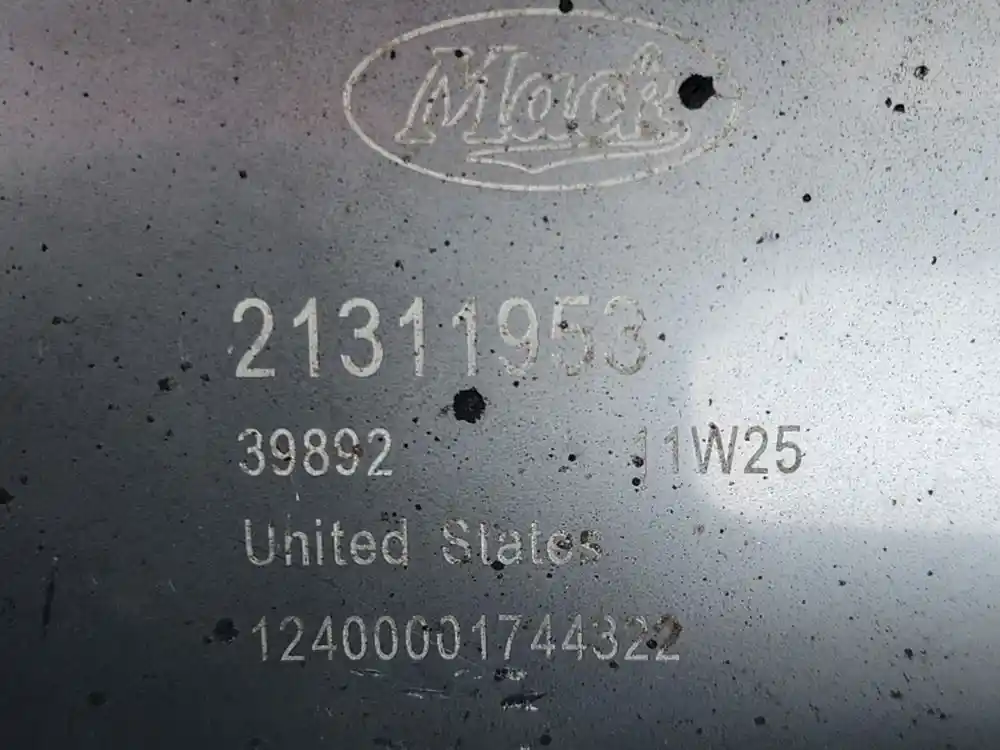 Mack
21311953
39892 11W25
United States
12400001744322